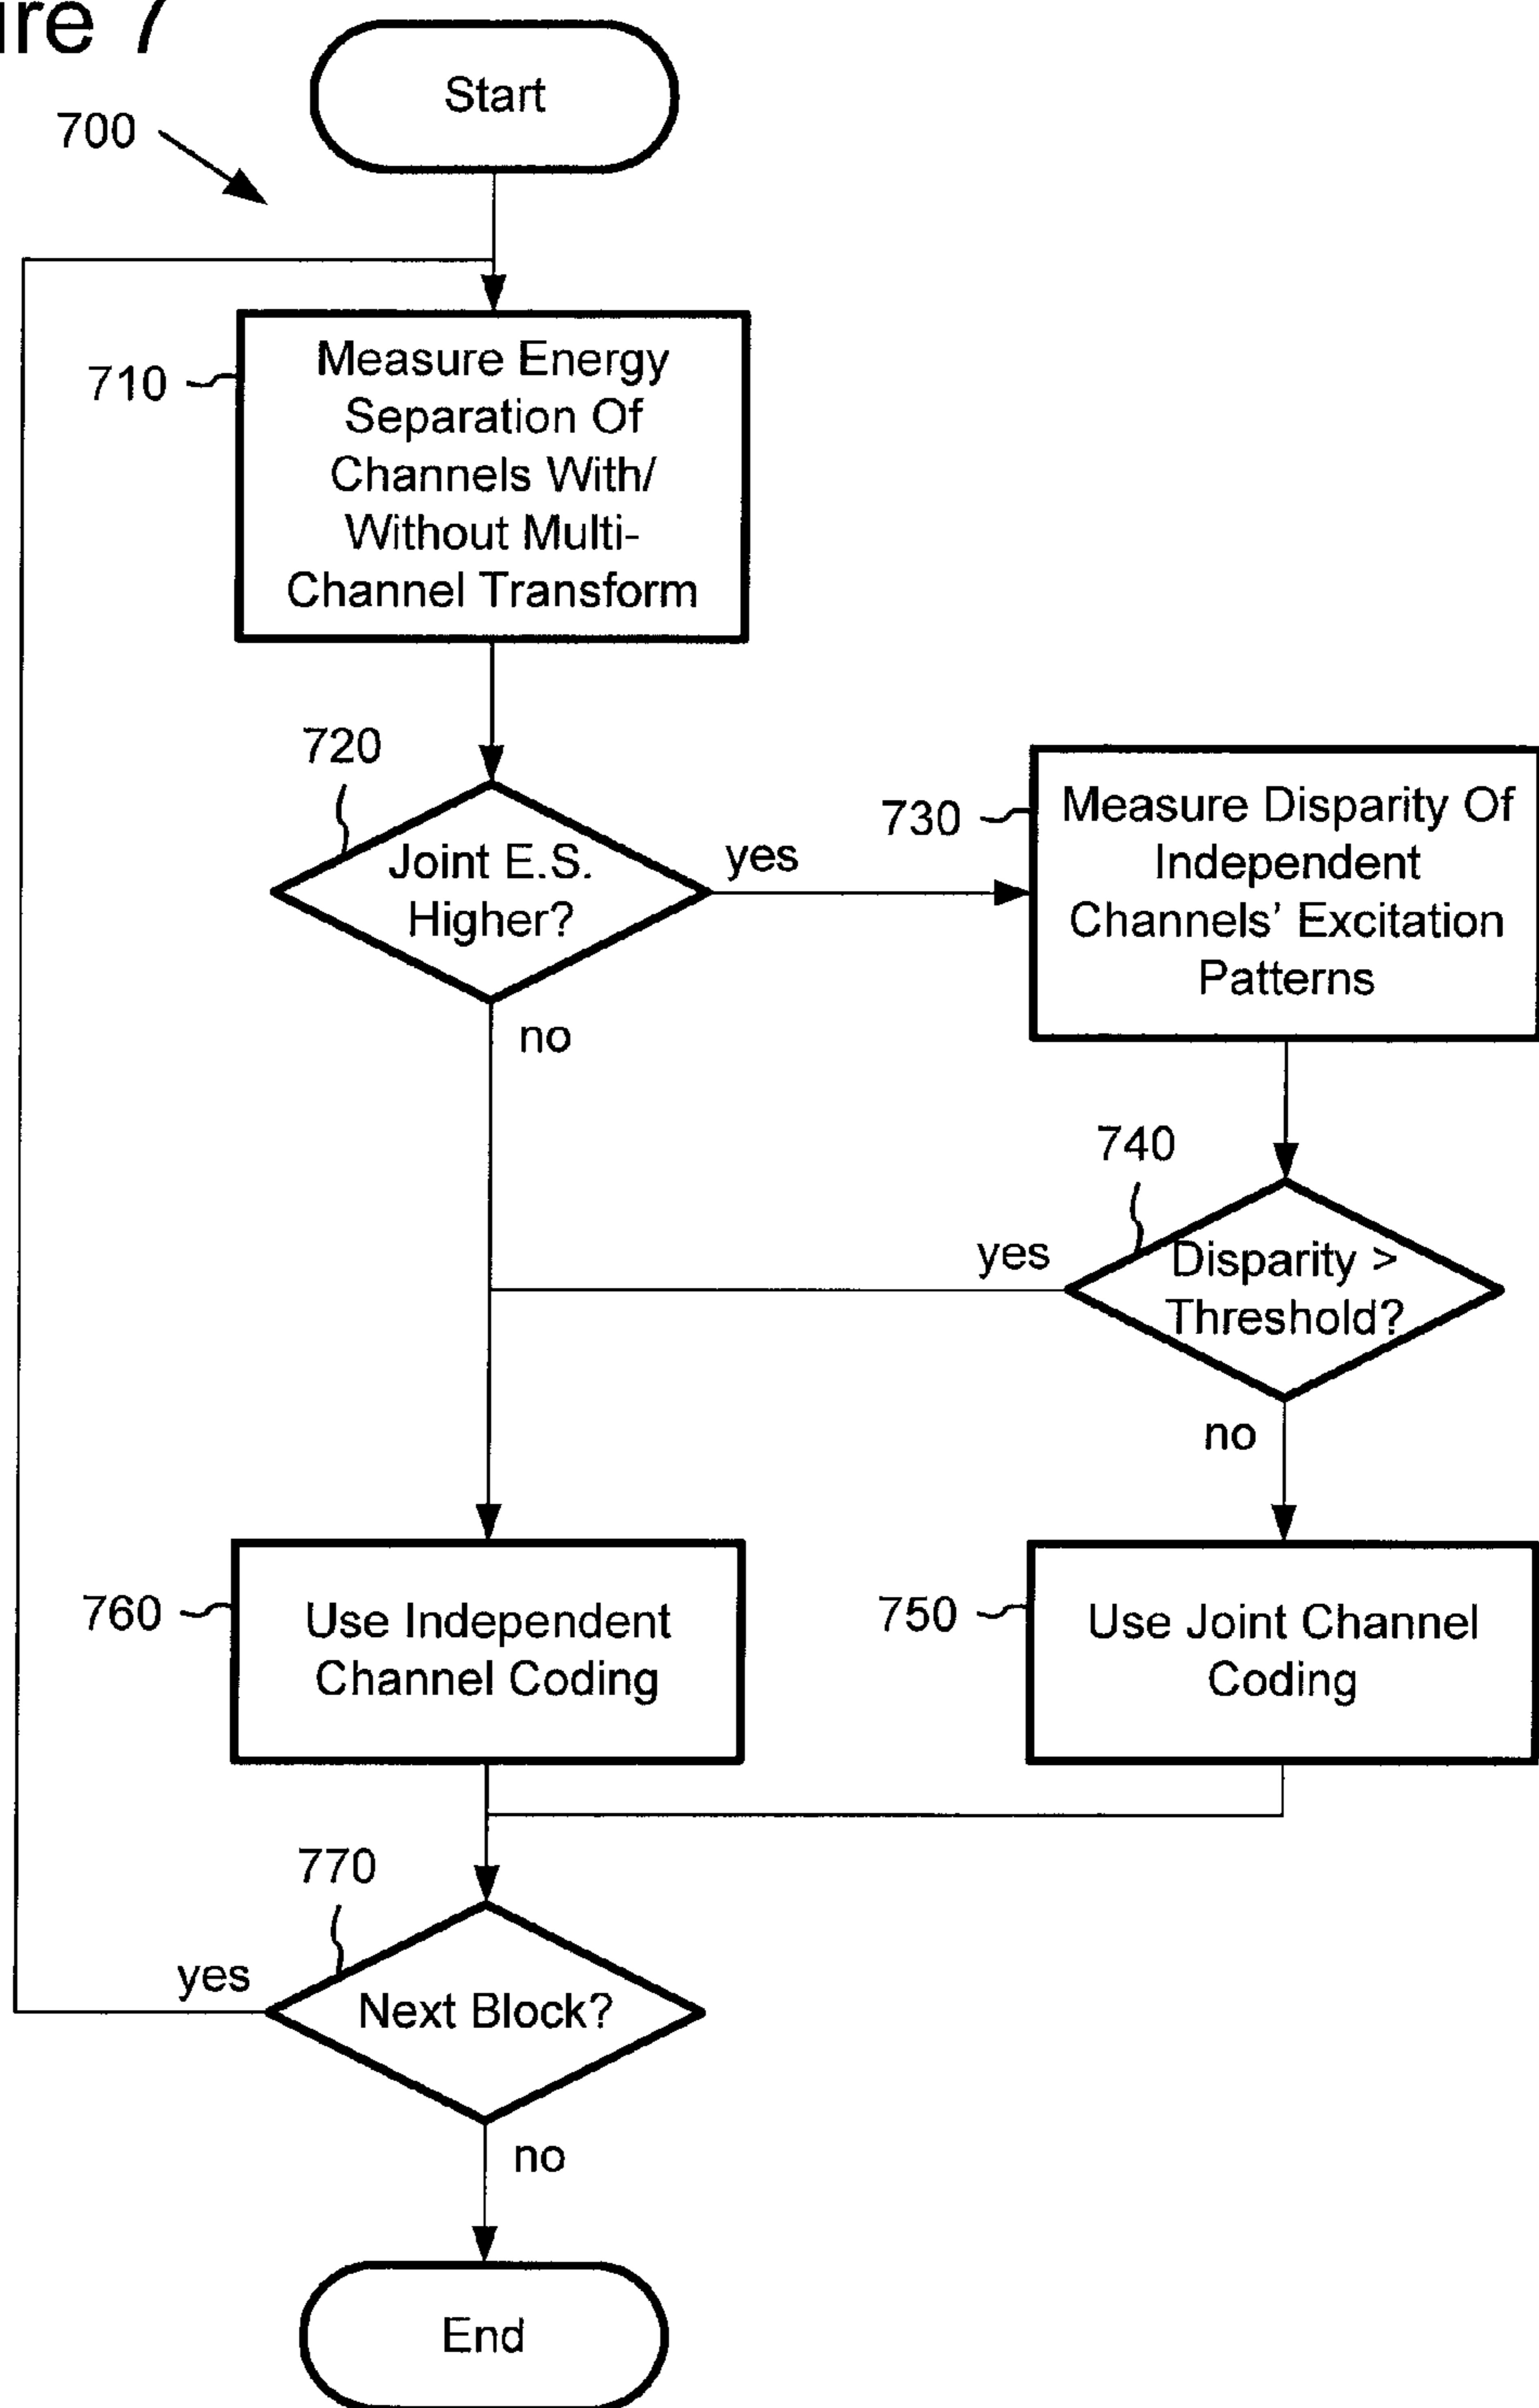 7
Start
700
710
Measure Energy
Separation Of
Channels With/
Without Multi-
Channel Transform
720
Joint E.S.
Higher?
yes
no
730
Measure Disparity Of
Independent
Channels' Excitation
Patterns
740
Disparity >
Threshold?
yes
no
760
Use Independent
Channel Coding
750
Use Joint Channel
Coding
770
Next Block?
yes
no
End